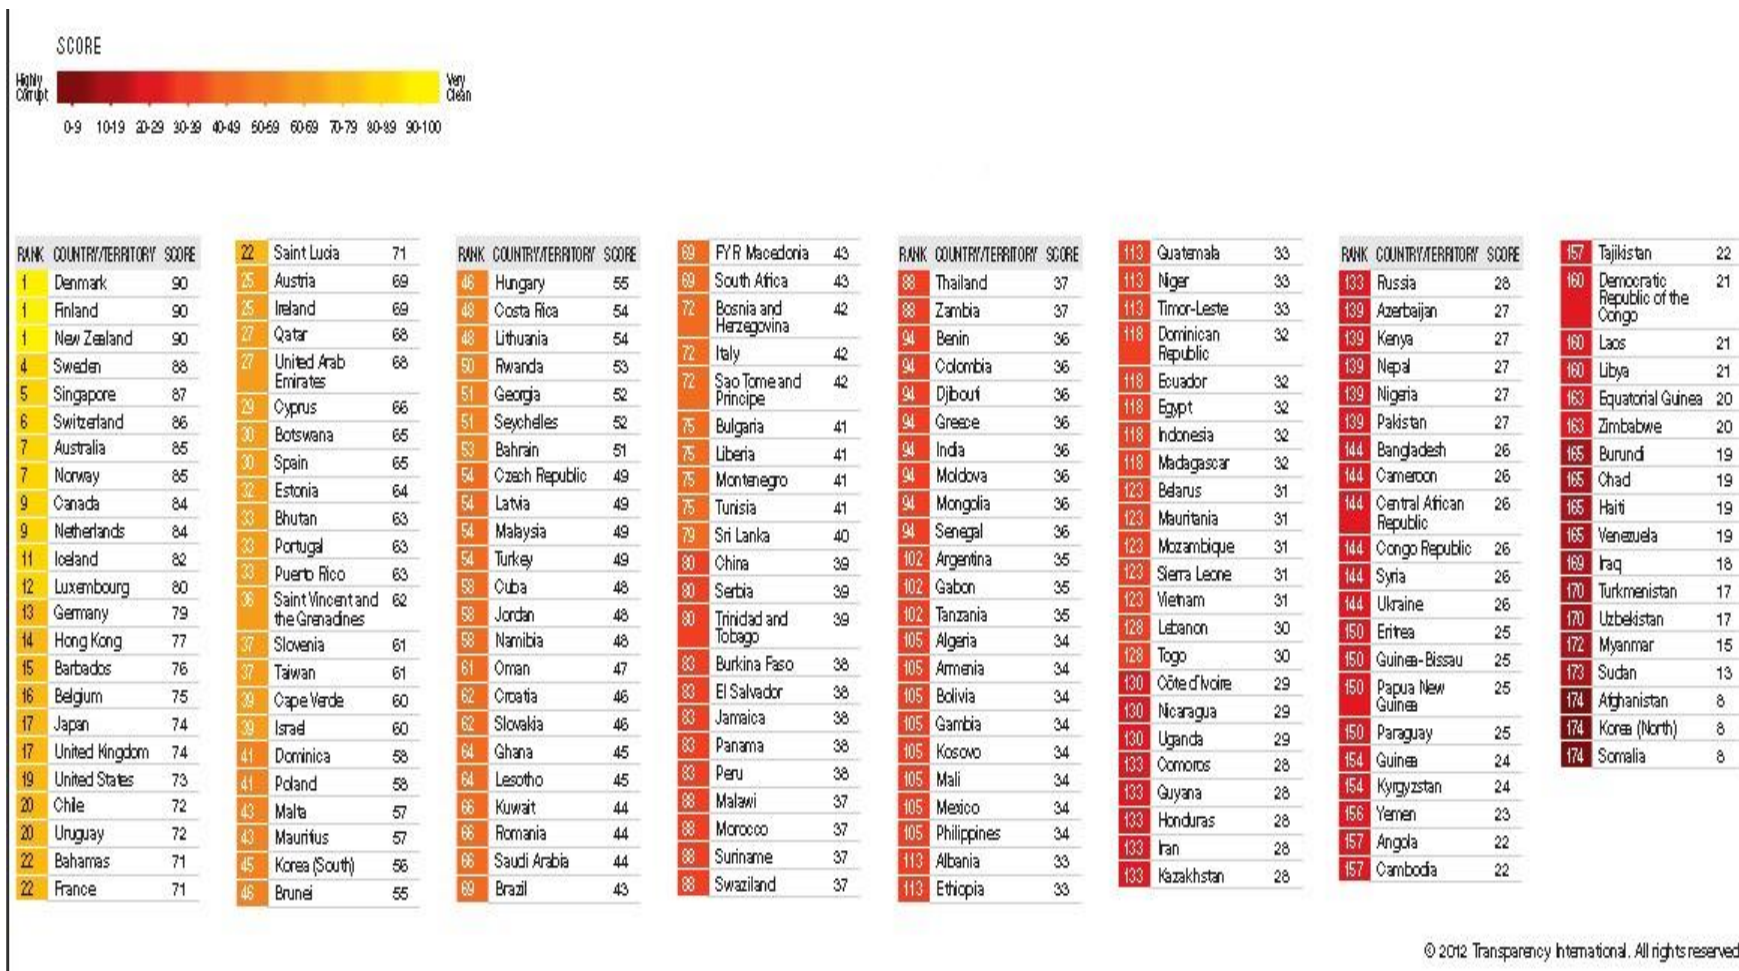 SCORE
Highly Corrupt
Very Clean
0-9 10-19 20-29 30-39 40-49 50-59 60-69 70-79 80-89 90-100
RANK COUNTRY/TERRITORY SCORE
1 Denmark 90
1 Finland 90
1 New Zealand 90
4 Sweden 88
5 Singapore 87
6 Switzerland 86
7 Australia 85
7 Norway 85
9 Canada 84
9 Netherlands 84
11 Iceland 82
12 Luxembourg 80
13 Germany 79
14 Hong Kong 77
15 Barbados 76
16 Belgium 75
17 Japan 74
17 United Kingdom 74
19 United States 73
20 Chile 72
20 Uruguay 72
22 Bahamas 71
22 France 71
22 Saint Lucia 71
25 Austria 69
25 Ireland 69
27 Qatar 68
27 United Arab Emirates 68
29 Cyprus 66
30 Botswana 65
30 Spain 65
32 Estonia 64
33 Bhutan 63
33 Portugal 63
33 Puerto Rico 63
36 Saint Vincent and the Grenadines 62
37 Slovenia 61
37 Taiwan 61
39 Cape Verde 60
39 Israel 60
41 Dominica 58
41 Poland 58
43 Malta 57
43 Mauritius 57
45 Korea (South) 56
46 Brunei 55
RANK COUNTRY/TERRITORY SCORE
46 Hungary 55
48 Costa Rica 54
48 Lithuania 54
50 Rwanda 53
51 Georgia 52
51 Seychelles 52
53 Bahrain 51
54 Czech Republic 49
54 Latvia 49
54 Malaysia 49
54 Turkey 49
58 Cuba 48
58 Jordan 48
58 Namibia 48
61 Oman 47
62 Croatia 46
62 Slovakia 46
64 Ghana 45
64 Lesotho 45
66 Kuwait 44
66 Romania 44
66 Saudi Arabia 44
69 Brazil 43
69 FYR Macedonia 43
69 South Africa 43
72 Bosnia and Herzegovina 42
72 Italy 42
72 Sao Tome and Principe 42
75 Bulgaria 41
75 Liberia 41
75 Montenegro 41
75 Tunisia 41
79 Sri Lanka 40
80 China 39
80 Serbia 39
80 Trinidad and Tobago 39
83 Burkina Faso 38
83 El Salvador 38
83 Jamaica 38
83 Panama 38
83 Peru 38
88 Malawi 37
88 Morocco 37
88 Suriname 37
88 Swaziland 37
RANK COUNTRY/TERRITORY SCORE
88 Thailand 37
88 Zambia 37
94 Benin 36
94 Colombia 36
94 Djibouti 36
94 Greece 36
94 India 36
94 Moldova 36
94 Mongolia 36
94 Senegal 36
102 Argentina 35
102 Gabon 35
102 Tanzania 35
105 Algeria 34
105 Armenia 34
105 Bolivia 34
105 Gambia 34
105 Kosovo 34
105 Mali 34
105 Mexico 34
105 Philippines 34
113 Albania 33
113 Ethiopia 33
113 Guatemala 33
113 Niger 33
113 Timor-Leste 33
118 Dominican Republic 32
118 Ecuador 32
118 Egypt 32
118 Indonesia 32
118 Madagascar 32
123 Belarus 31
123 Mauritania 31
123 Mozambique 31
123 Sierra Leone 31
123 Vietnam 31
128 Lebanon 30
128 Togo 30
130 Côte d'Ivoire 29
130 Nicaragua 29
130 Uganda 29
133 Comoros 28
133 Guyana 28
133 Honduras 28
133 Iran 28
133 Kazakhstan 28
RANK COUNTRY/TERRITORY SCORE
133 Russia 28
139 Azerbaijan 27
139 Kenya 27
139 Nepal 27
139 Nigeria 27
139 Pakistan 27
144 Bangladesh 26
144 Cameroon 26
144 Central African Republic 26
144 Congo Republic 26
144 Syria 26
144 Ukraine 26
150 Eritrea 25
150 Guinea-Bissau 25
150 Papua New Guinea 25
150 Paraguay 25
154 Guinea 24
154 Kyrgyzstan 24
156 Yemen 23
157 Angola 22
157 Cambodia 22
157 Tajikistan 22
160 Democratic Republic of the Congo 21
160 Laos 21
160 Libya 21
163 Equatorial Guinea 20
163 Zimbabwe 20
165 Burundi 19
165 Chad 19
165 Haiti 19
165 Venezuela 19
169 Iraq 18
170 Turkmenistan 17
170 Uzbekistan 17
172 Myanmar 15
173 Sudan 13
174 Afghanistan 8
174 Korea (North) 8
174 Somalia 8
© 2012 Transparency International. All rights reserved